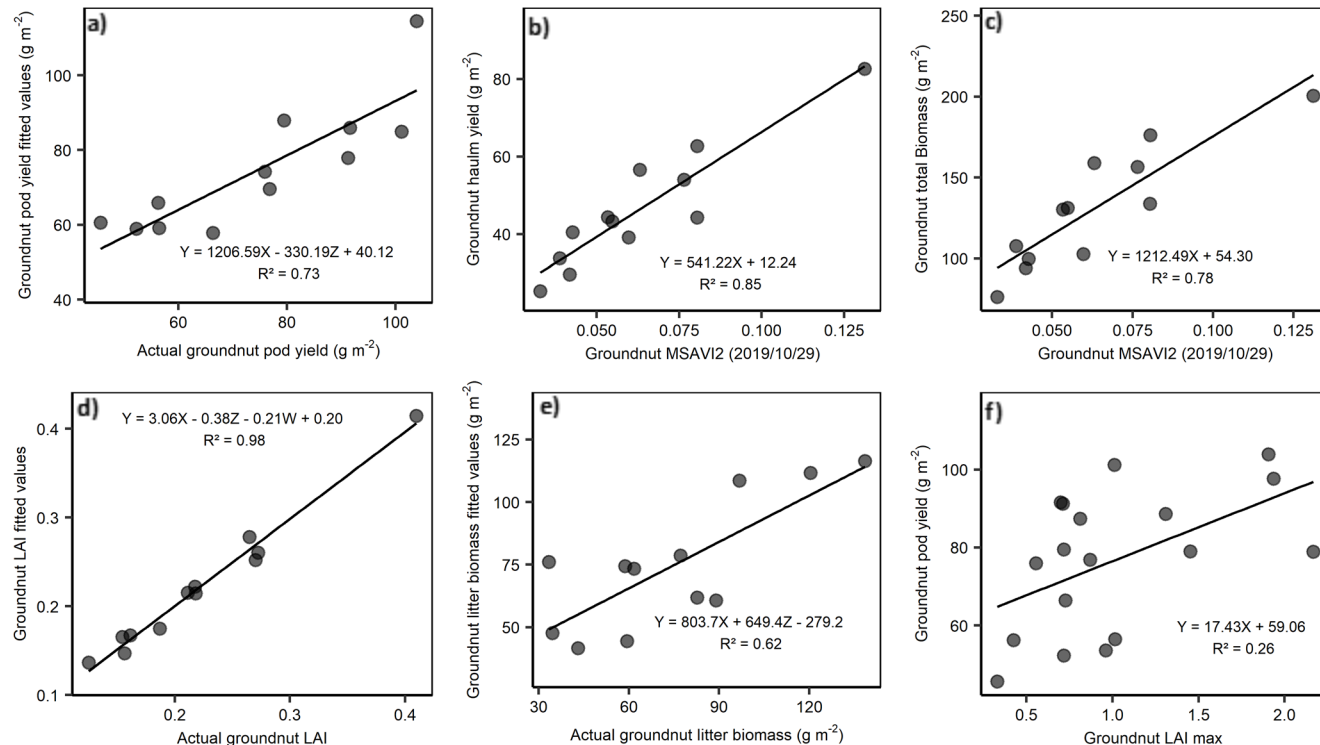 a)
Groundnut pod yield fitted values (g m⁻²)
100
80
60
40
Y = 1206.59X - 330.19Z + 40.12
R² = 0.73
60 80 100
Actual groundnut pod yield (g m⁻²)
b)
Groundnut haulm yield (g m⁻²)
80
60
40
Y = 541.22X + 12.24
R² = 0.85
0.050 0.075 0.100 0.125
Groundnut MSAVI2 (2019/10/29)
c)
Groundnut total Biomass (g m⁻²)
250
200
150
100
Y = 1212.49X + 54.30
R² = 0.78
0.050 0.075 0.100 0.125
Groundnut MSAVI2 (2019/10/29)
d)
Groundnut LAI fitted values
0.4
0.3
0.2
0.1
Y = 3.06X - 0.38Z - 0.21W + 0.20
R² = 0.98
0.2 0.3 0.4
Actual groundnut LAI
e)
Groundnut litter biomass fitted values (g m⁻²)
125
100
75
50
Y = 803.7X + 649.4Z - 279.2
R² = 0.62
30 60 90 120
Actual groundnut litter biomass (g m⁻²)
f)
Groundnut pod yield (g m⁻²)
100
80
60
Y = 17.43X + 59.06
R² = 0.26
0.5 1.0 1.5 2.0
Groundnut LAI max